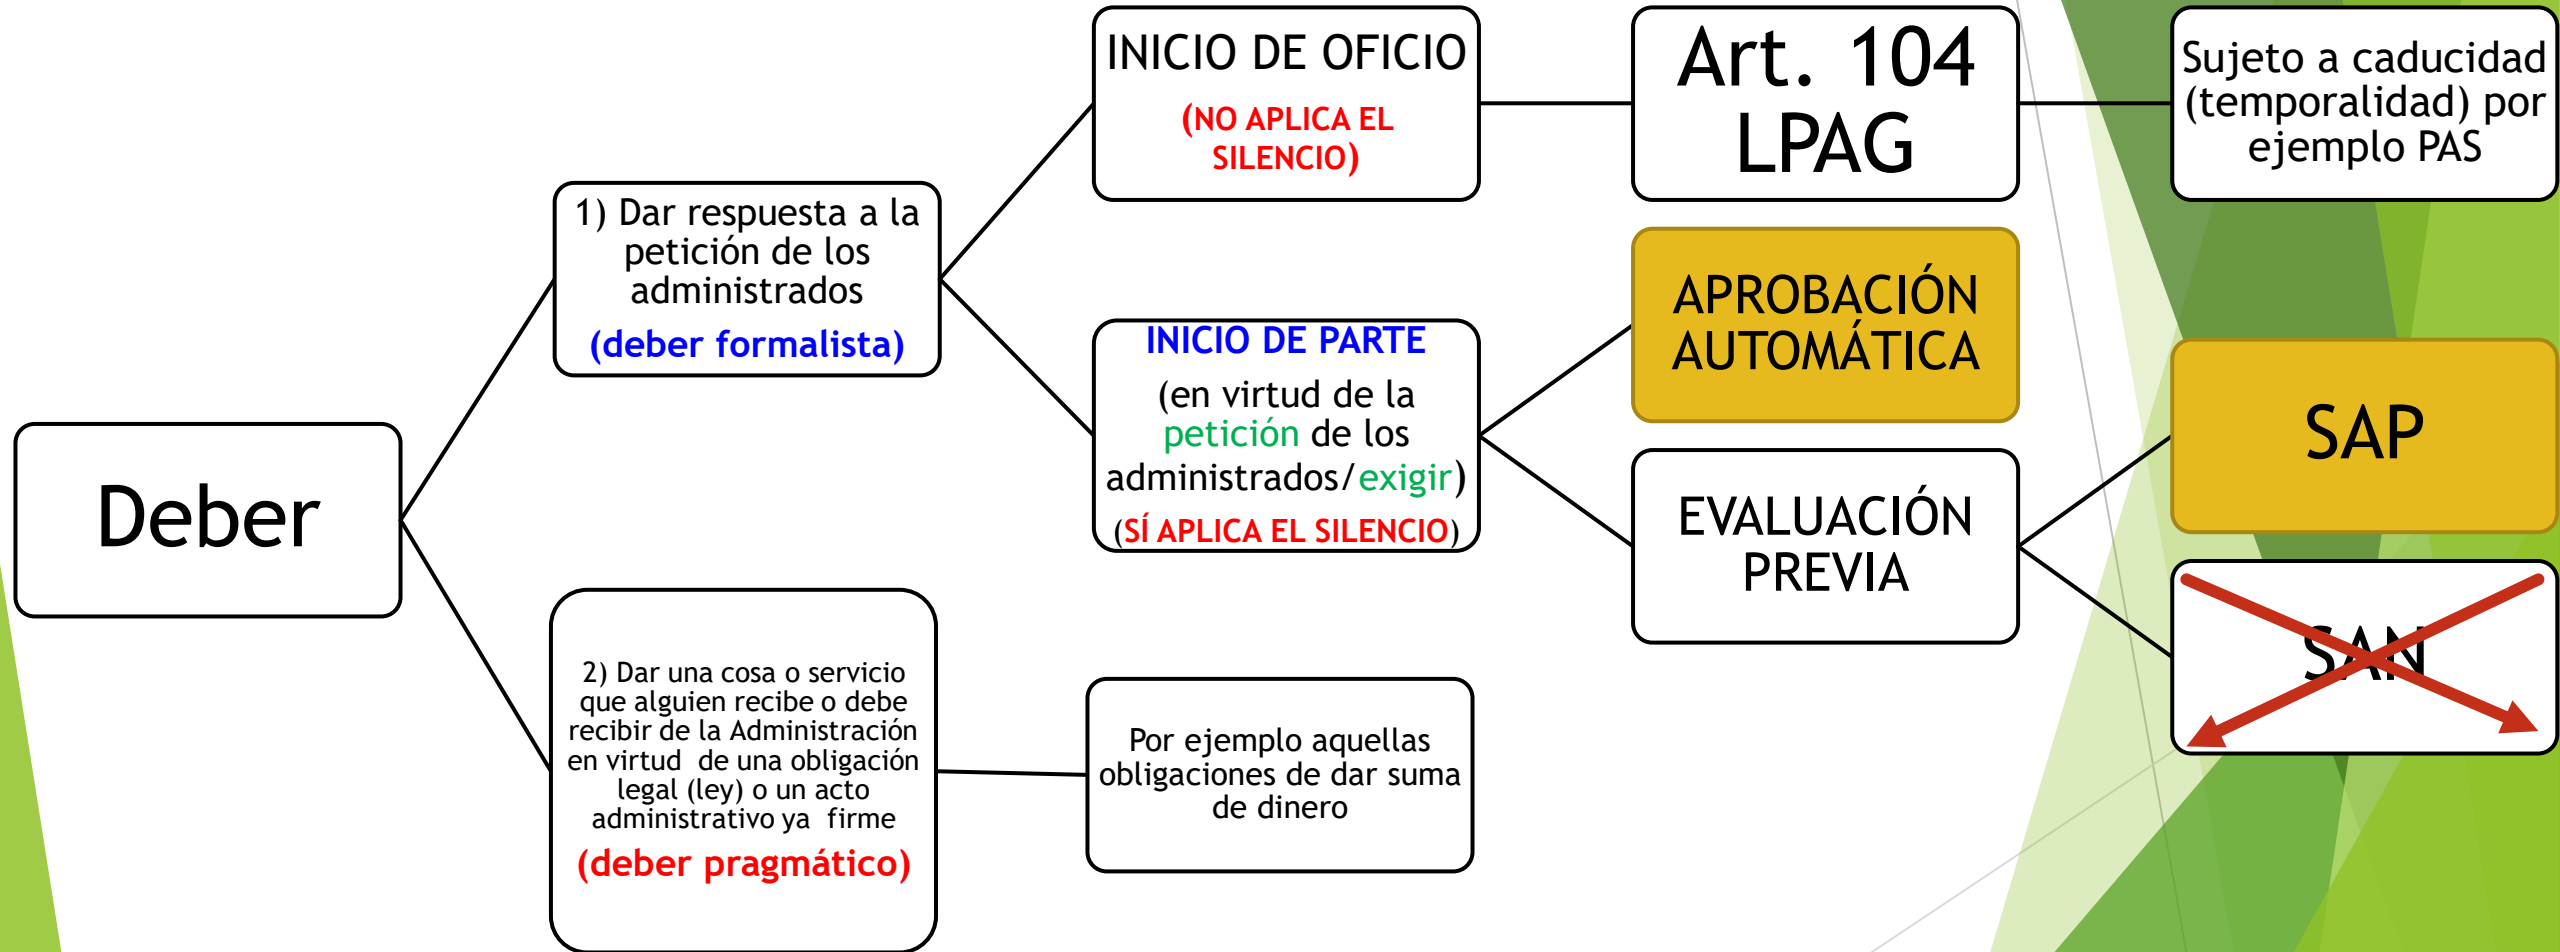 Deber
1) Dar respuesta a la
petición de los
administrados
(deber formalista)
INICIO DE OFICIO
(NO APLICA EL
SILENCIO)
Art. 104
LPAG
Sujeto a caducidad
(temporalidad) por
ejemplo PAS
INICIO DE PARTE
(en virtud de la
petición de los
administrados/exigir)
(SÍ APLICA EL SILENCIO)
APROBACIÓN
AUTOMÁTICA
EVALUACIÓN
PREVIA
SAP
SAN
2) Dar una cosa o servicio
que alguien recibe o debe
recibir de la Administración
en virtud de una obligación
legal (ley) o un acto
administrativo ya firme
(deber pragmático)
Por ejemplo aquellas
obligaciones de dar suma
de dinero